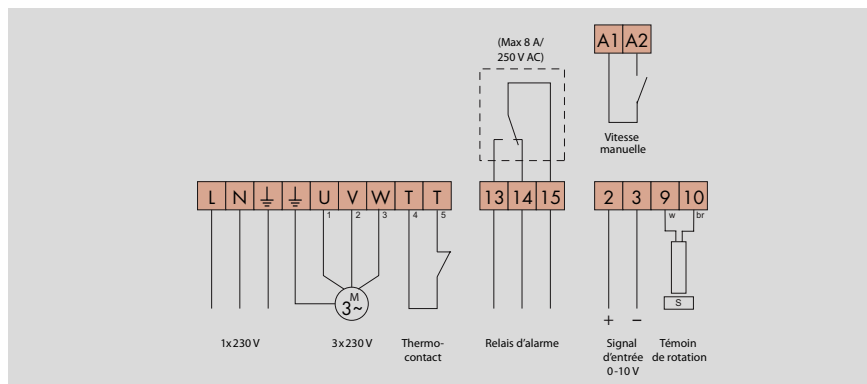 (Max 8 A/
250 V AC)
A1 A2
Vitesse
manuelle
L N U V W T T
1 2 3 4 5
13 14 15
2 3 9 10
w br
M
3~
S
+ −
1x230 V
3x230 V
Thermo-
contact
Relais d'alarme
Signal
d'entrée
0-10 V
Témoin
de rotation